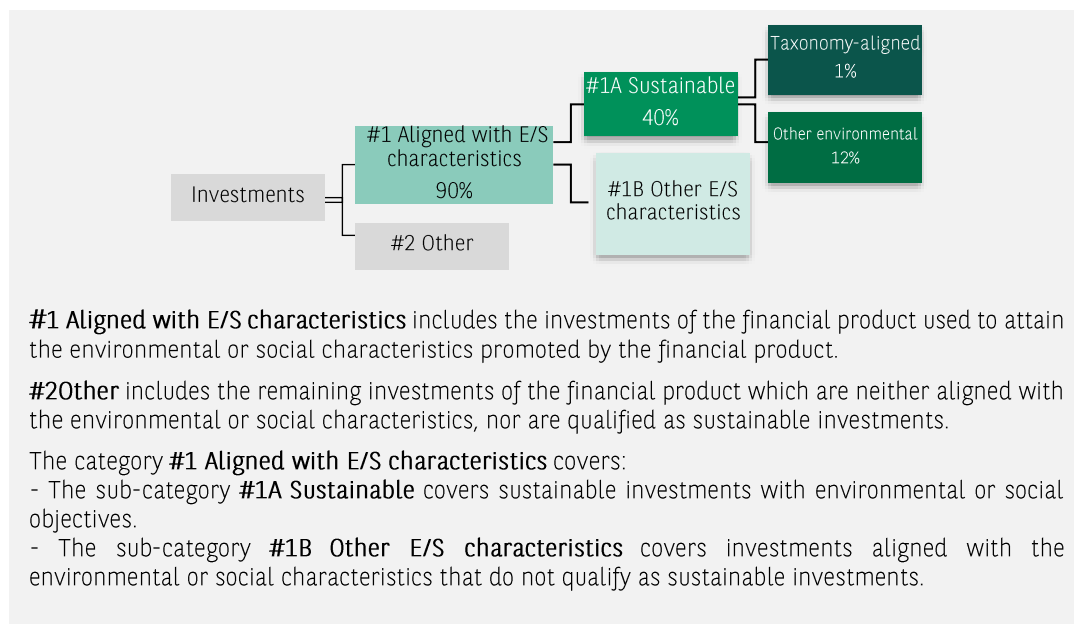 Taxonomy-aligned
1%
#1A Sustainable
40%
Other environmental
12%
#1 Aligned with E/S
characteristics
90%
#1B Other E/S
characteristics
Investments
#2 Other
#1 Aligned with E/S characteristics includes the investments of the financial product used to attain
the environmental or social characteristics promoted by the financial product.
#2Other includes the remaining investments of the financial product which are neither aligned with
the environmental or social characteristics, nor are qualified as sustainable investments.
The category #1 Aligned with E/S characteristics covers:
- The sub-category #1A Sustainable covers sustainable investments with environmental or social
objectives.
- The sub-category #1B Other E/S characteristics covers investments aligned with the
environmental or social characteristics that do not qualify as sustainable investments.